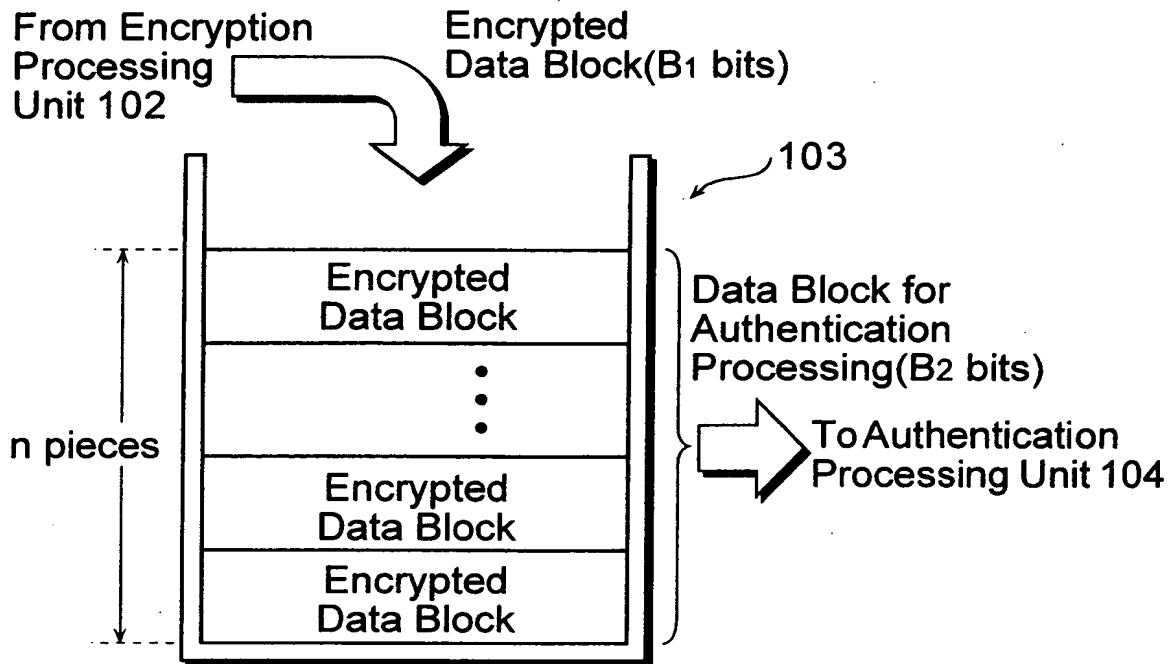 From Encryption
Processing
Unit 102
Encrypted
Data Block(B1 bits)
103
Encrypted
Data Block
Data Block for
Authentication
Processing(B2 bits)
n pieces
To Authentication
Processing Unit 104
Encrypted
Data Block
Encrypted
Data Block